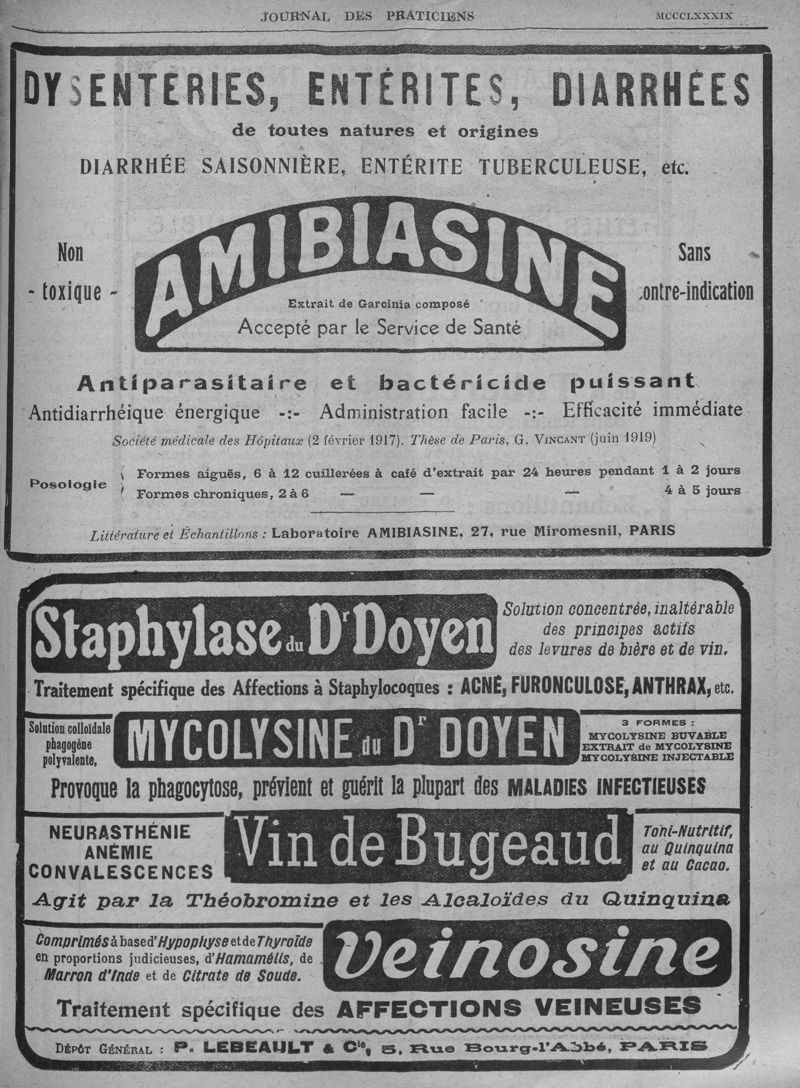 JOURNAL DES PRATICIENS
MCCCLXXXIX
DYSENTERIES, ENTÉRITES, DIARRHÉES
de toutes natures et origines
DIARRHÉE SAISONNIÈRE, ENTÉRITE TUBERCULEUSE, etc.
Non
- toxique -
AMIBIASINE
Extrait de Garcinia composé
Accepté par le Service de Santé
Sans
contre-indication
Antiparasitaire et bactéricide puissant
Antidiarrhéique énergique -:- Administration facile -:- Efficacité immédiate
Société médicale des Hôpitaux (2 février 1917). Thèse de Paris, G. VINCANT (juin 1919)
Posologie
Formes aiguës, 6 à 12 cuillerées à café d'extrait par 24 heures pendant 1 à 2 jours
Formes chroniques, 2 à 6 — — — 4 à 5 jours
Littérature et Échantillons : Laboratoire AMIBIASINE, 27, rue Miromesnil, PARIS
Staphylase du Dr Doyen
Solution concentrée, inaltérable
des principes actifs
des levures de bière et de vin.
Traitement spécifique des Affections à Staphylocoques : ACNÉ, FURONCULOSE, ANTHRAX, etc.
Solution colloïdale
phagogène
polyvalente,
MYCOLYSINE du Dr DOYEN
3 FORMES :
MYCOLYSINE BUVABLE
EXTRAIT de MYCOLYSINE
MYCOLYSINE INJECTABLE
Provoque la phagocytose, prévient et guérit la plupart des MALADIES INFECTIEUSES
NEURASTHÉNIE
ANÉMIE
CONVALESCENCES
Vin de Bugeaud
Toni-Nutritif,
au Quinquina
et au Cacao.
Agit par la Théobromine et les Alcaloïdes du Quinquina
Comprimés à base d'Hypophyse et de Thyroïde
en proportions judicieuses, d'Hamamélis, de
Marron d'Inde et de Citrate de Soude.
Veinosine
Traitement spécifique des AFFECTIONS VEINEUSES
DÉPÔT GÉNÉRAL : P. LEBEAULT & Cie, 5, Rue Bourg-l'Abbé, PARIS